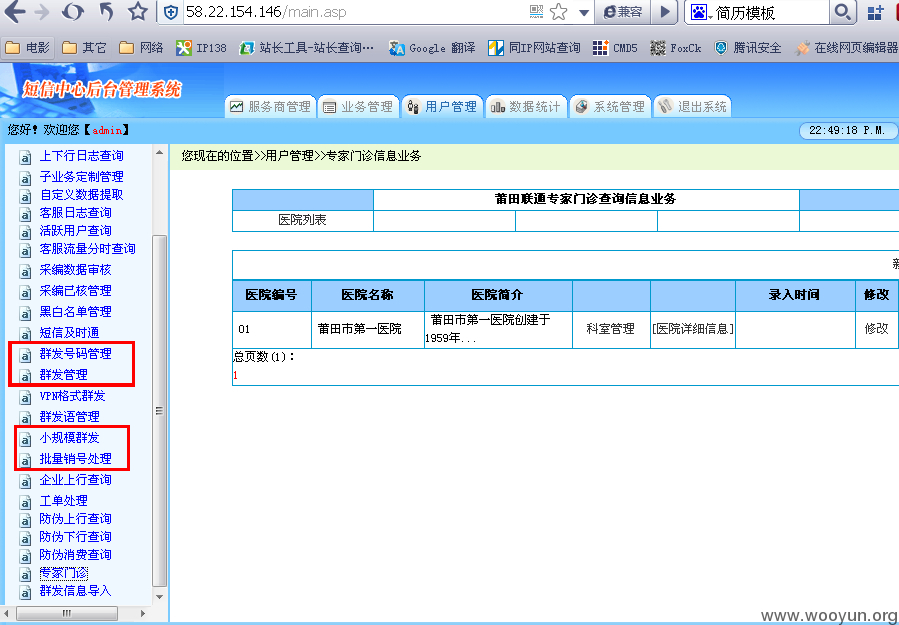 58.22.154.146/main.asp
兼容
简历模板
电影 其它 网络 IP138 站长工具-站长查询… Google 翻译 同IP网站查询 CMD5 FoxCk 腾讯安全 在线网页编辑器
短信中心后台管理系统
服务商管理 业务管理 用户管理 数据统计 系统管理 退出系统
您好! 欢迎您【admin】
22:49:18 P.M.
上下行日志查询
子业务定制管理
自定义数据提取
客服日志查询
活跃用户查询
客服流量分时查询
采编数据审核
采编已核管理
黑白名单管理
短信及时通
群发号码管理
群发管理
VPN格式群发
群发语管理
小规模群发
批量销号处理
企业上行查询
工单处理
防伪上行查询
防伪下行查询
防伪消费查询
专家门诊
群发信息导入
您现在的位置>>用户管理>>专家门诊信息业务
莆田联通专家门诊查询信息业务
医院列表
医院编号 医院名称 医院简介 录入时间 修改
01 莆田市第一医院 莆田市第一医院创建于
1959年... 科室管理 [医院详细信息] 修改
总页数(1):
1
www.wooyun.org